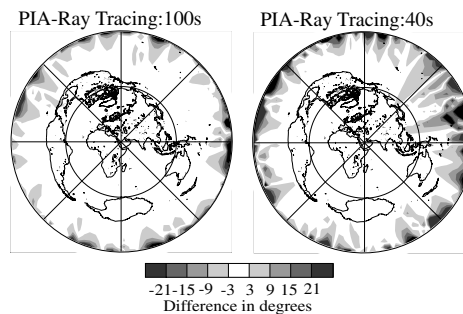 PIA-Ray Tracing:100s
PIA-Ray Tracing:40s
-21-15 -9 -3 3 9 15 21
Difference in degrees